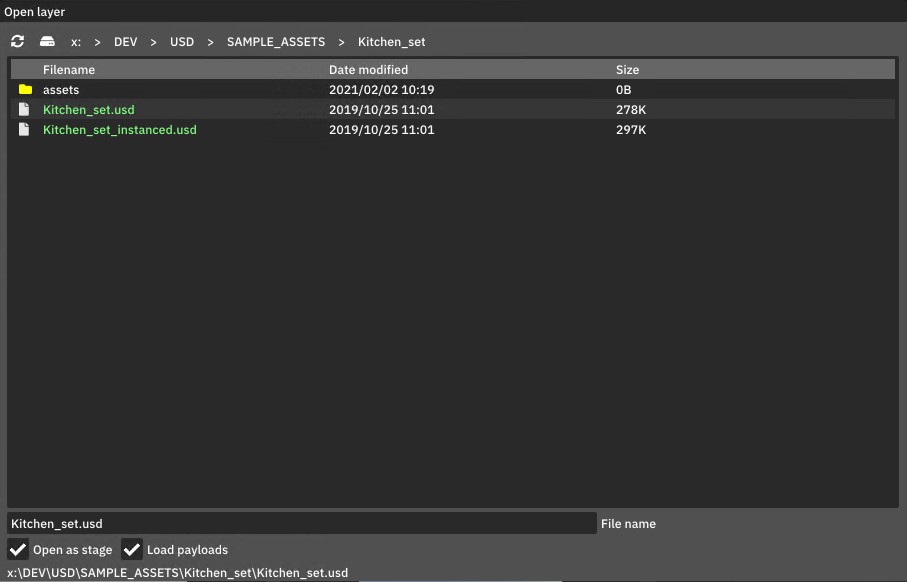 Open layer
x: > DEV > USD > SAMPLE_ASSETS > Kitchen_set
Filename Date modified Size
assets 2021/02/02 10:19 0B
Kitchen_set.usd 2019/10/25 11:01 278K
Kitchen_set_instanced.usd 2019/10/25 11:01 297K
Kitchen_set.usd File name
Open as stage Load payloads
x:\DEV\USD\SAMPLE_ASSETS\Kitchen_set\Kitchen_set.usd